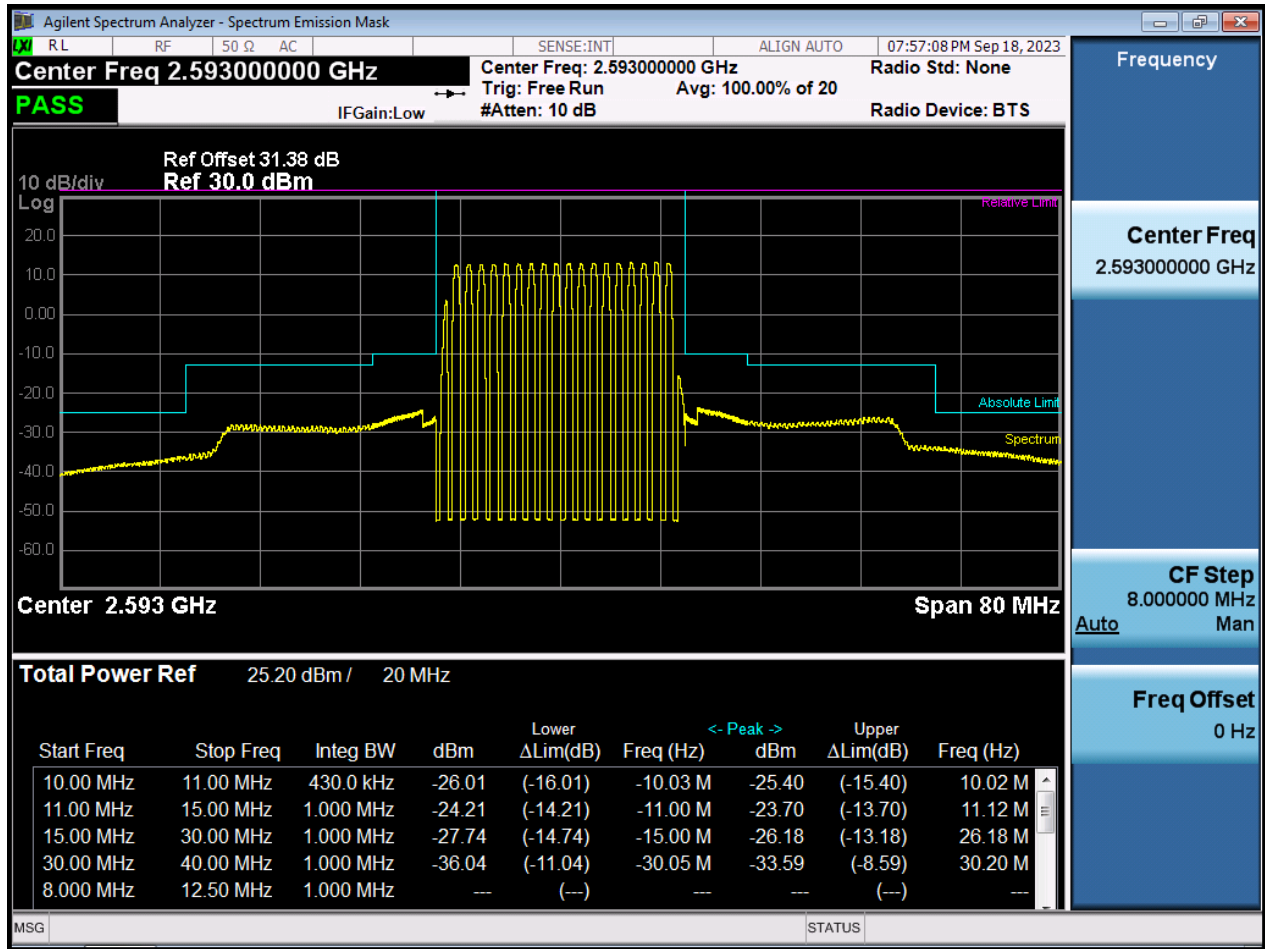 Agilent Spectrum Analyzer - Spectrum Emission Mask
LXI RL RF 50 Ω AC SENSE:INT ALIGN AUTO 07:57:08 PM Sep 18, 2023
Center Freq 2.593000000 GHz
Center Freq: 2.593000000 GHz Radio Std: None
Trig: Free Run Avg: 100.00% of 20
PASS
IFGain:Low #Atten: 10 dB Radio Device: BTS
Ref Offset 31.38 dB
10 dB/div Ref 30.0 dBm
Log
Relative Limit
20.0
10.0
0.00
-10.0
-20.0
Absolute Limit
-30.0
Spectrum
-40.0
-50.0
-60.0
Center 2.593 GHz Span 80 MHz
Total Power Ref 25.20 dBm / 20 MHz
Lower <- Peak -> Upper
Start Freq Stop Freq Integ BW dBm ΔLim(dB) Freq (Hz) dBm ΔLim(dB) Freq (Hz)
10.00 MHz 11.00 MHz 430.0 kHz -26.01 (-16.01) -10.03 M -25.40 (-15.40) 10.02 M
11.00 MHz 15.00 MHz 1.000 MHz -24.21 (-14.21) -11.00 M -23.70 (-13.70) 11.12 M
15.00 MHz 30.00 MHz 1.000 MHz -27.74 (-14.74) -15.00 M -26.18 (-13.18) 26.18 M
30.00 MHz 40.00 MHz 1.000 MHz -36.04 (-11.04) -30.05 M -33.59 (-8.59) 30.20 M
8.000 MHz 12.50 MHz 1.000 MHz --- (---) --- --- (---) ---
Frequency
Center Freq
2.593000000 GHz
CF Step
8.000000 MHz
Auto Man
Freq Offset
0 Hz
MSG STATUS